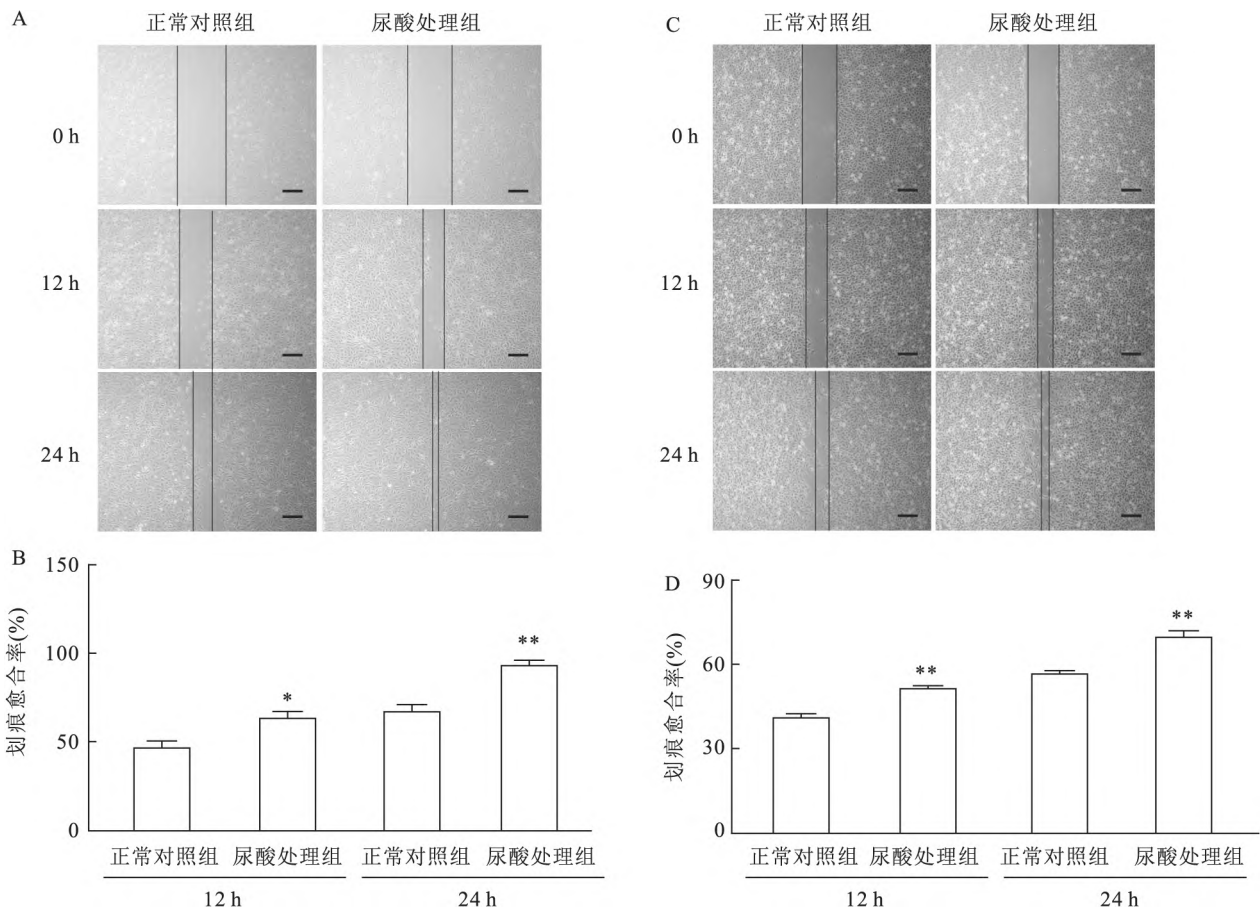 A
正常对照组 尿酸处理组
0 h
12 h
24 h
B
划痕愈合率(%)
150
100
50
0
*
**
正常对照组 尿酸处理组 正常对照组 尿酸处理组
12 h 24 h
C
正常对照组 尿酸处理组
0 h
12 h
24 h
D
划痕愈合率(%)
90
60
30
0
**
**
正常对照组 尿酸处理组 正常对照组 尿酸处理组
12 h 24 h